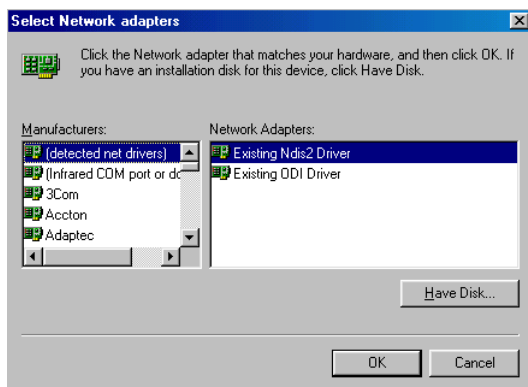 Select Network adapters
Click the Network adapter that matches your hardware, and then click OK. If
you have an installation disk for this device, click Have Disk.
Manufacturers:
(detected net drivers)
(Infrared COM port or dc
3Com
Accton
Adaptec
Network Adapters:
Existing Ndis2 Driver
Existing ODI Driver
Have Disk...
OK
Cancel